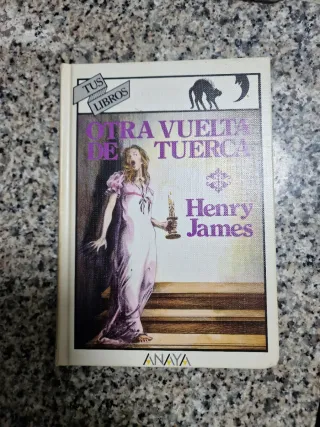 TUS
LIBROS
OTRA VUELTA
DE TUERCA
Henry
James
ANAYA